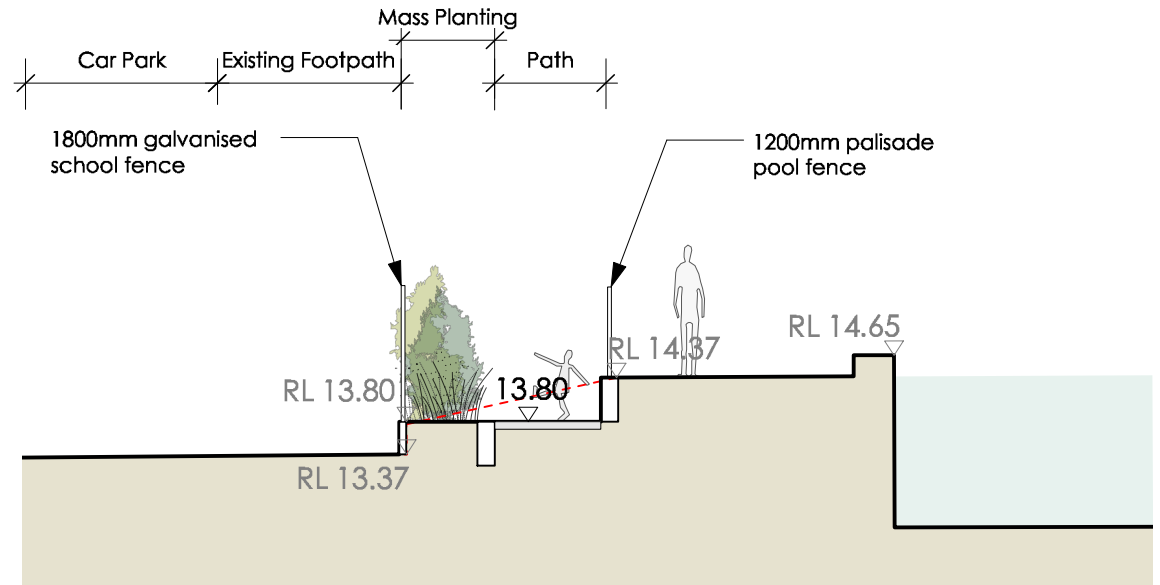 Mass Planting
Car Park
Existing Footpath
Path
1800mm galvanised
school fence
1200mm palisade
pool fence
RL 14.65
RL 14.37
RL 13.80
13.80
RL 13.37